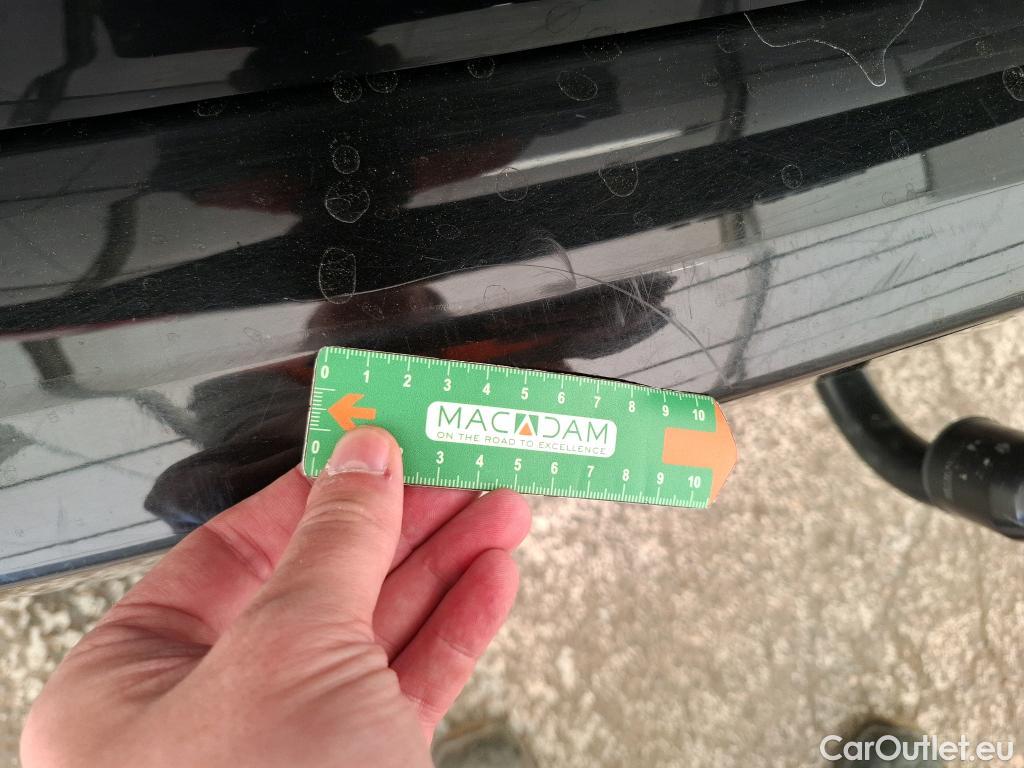 0 1 2 3 4 5 6 7 8 9 10
MACADAM
ON THE ROAD TO EXCELLENCE
0 3 4 5 6 7 8 9 10
CarOutlet.eu